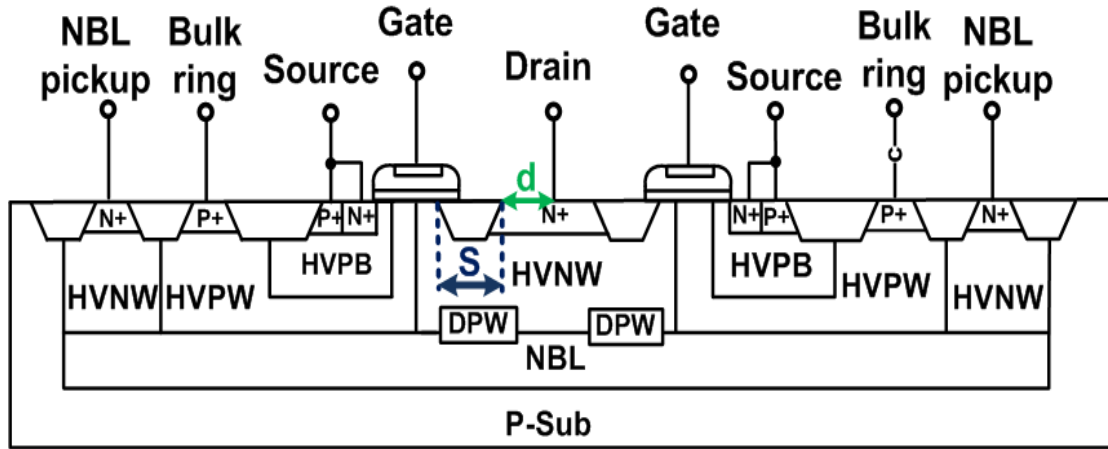 NBL
pickup
Bulk
ring
Source
Gate
Drain
Gate
Source
Bulk
ring
NBL
pickup
C
d
N+
P+
P+
N+
N+
N+
P+
P+
N+
S
HVNW
HVPW
HVPB
HVNW
HVPB
HVPW
HVNW
DPW
DPW
NBL
P-Sub